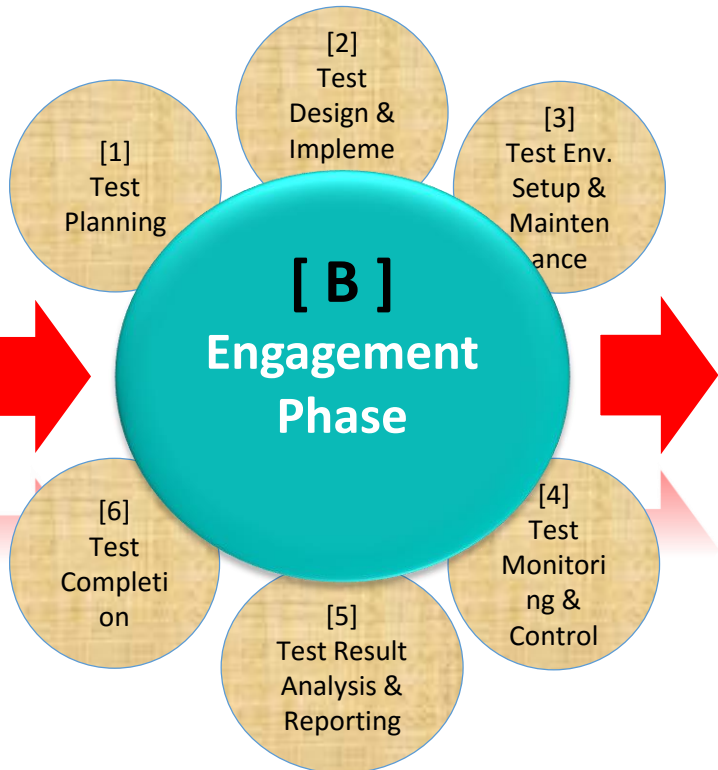 [1]
Test
Planning
[2]
Test
Design &
Impleme
[3]
Test Env.
Setup &
Mainten
ance
[ B ]
Engagement
Phase
[4]
Test
Monitori
ng &
Control
[5]
Test Result
Analysis &
Reporting
[6]
Test
Completi
on